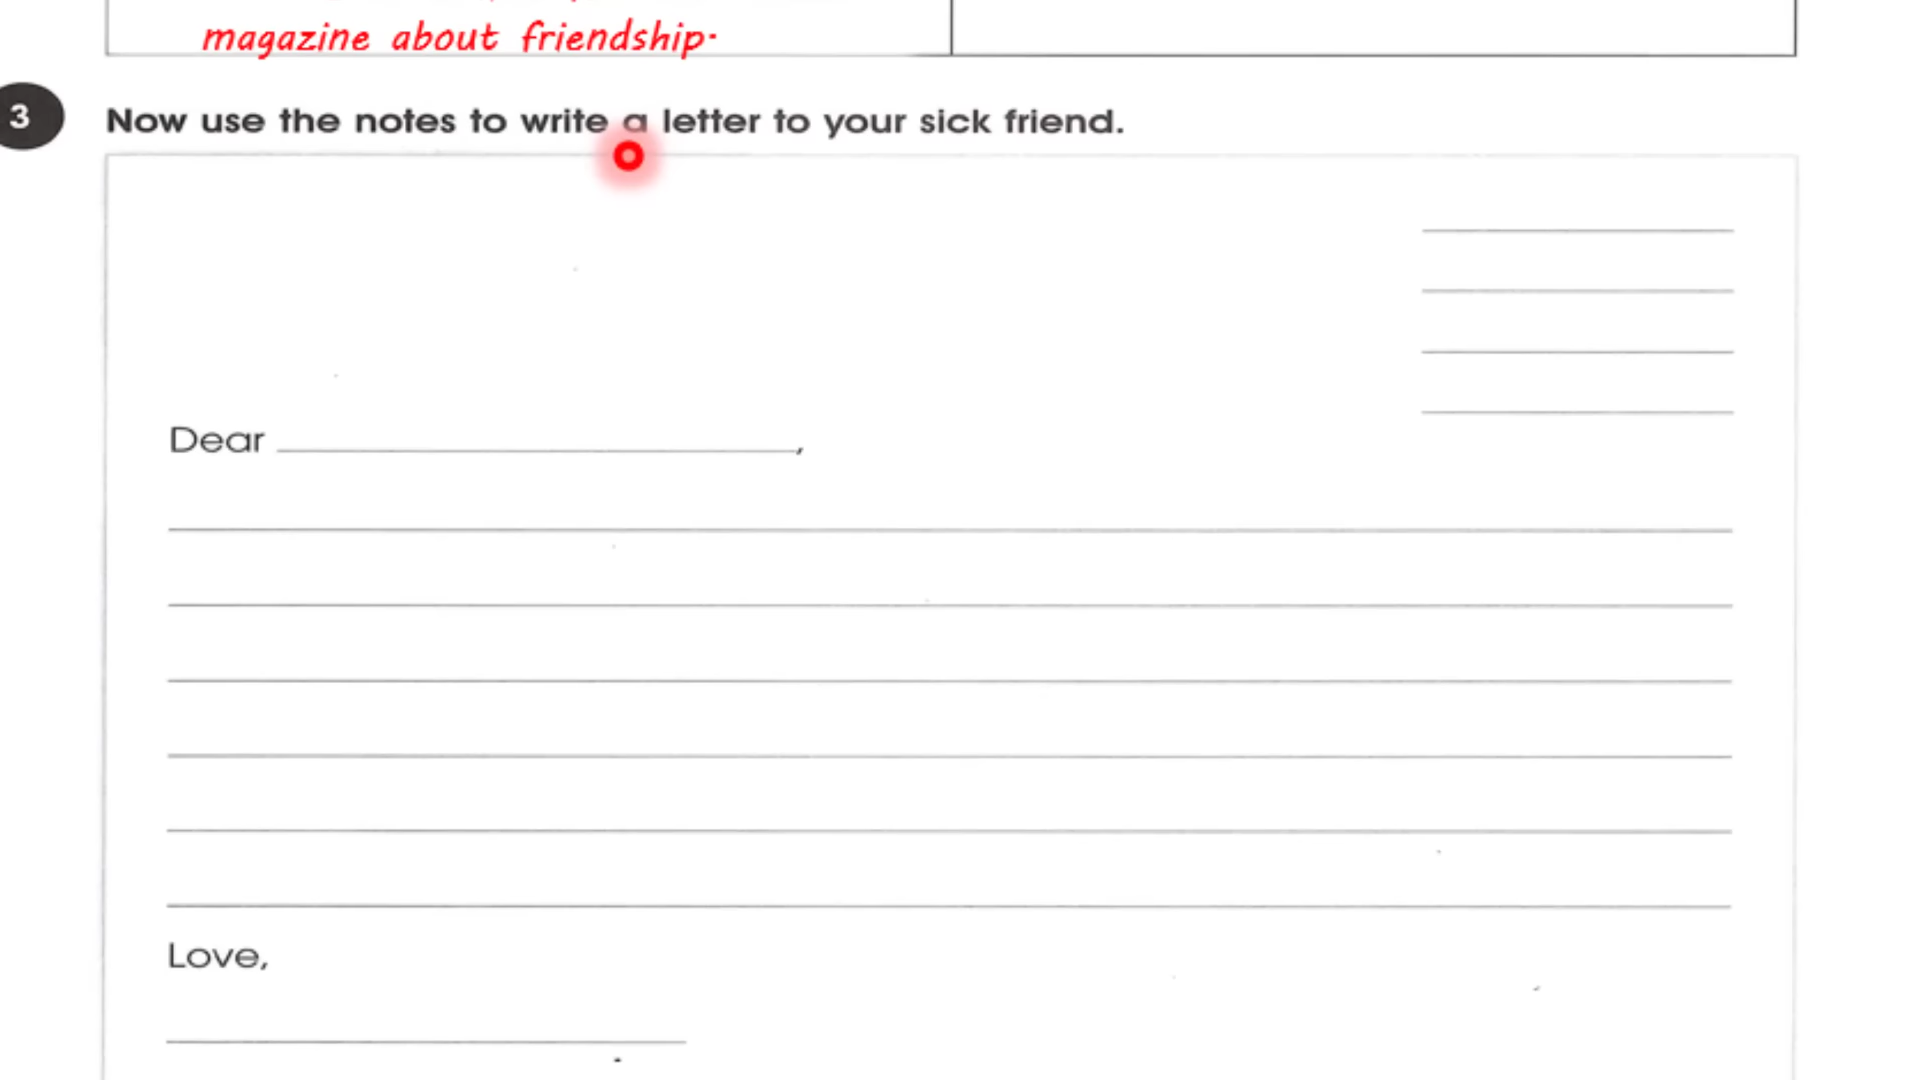 magazine about friendship.
3 Now use the notes to write a letter to your sick friend.
Dear ,
Love,